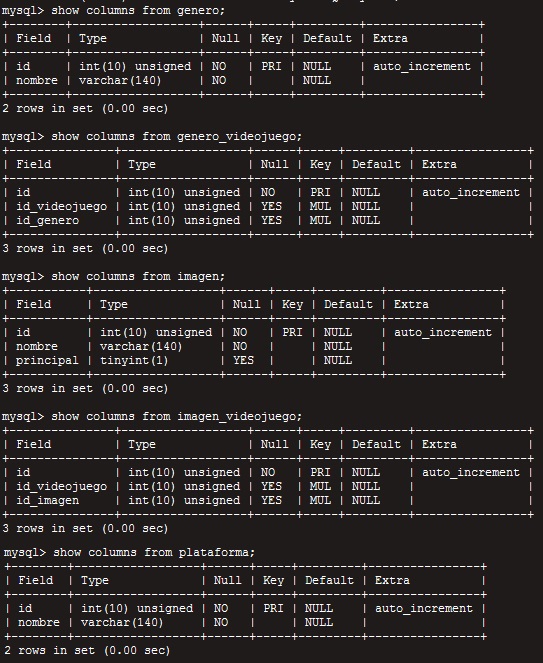 mysql> show columns from genero;
+--------+------------------+------+-----+---------+----------------+
| Field  | Type             | Null | Key | Default | Extra          |
+--------+------------------+------+-----+---------+----------------+
| id     | int(10) unsigned | NO   | PRI | NULL    | auto_increment |
| nombre | varchar(140)     | NO   |     | NULL    |                |
+--------+------------------+------+-----+---------+----------------+
2 rows in set (0.00 sec)

mysql> show columns from genero_videojuego;
+---------------+------------------+------+-----+---------+----------------+
| Field         | Type             | Null | Key | Default | Extra          |
+---------------+------------------+------+-----+---------+----------------+
| id            | int(10) unsigned | NO   | PRI | NULL    | auto_increment |
| id_videojuego | int(10) unsigned | YES  | MUL | NULL    |                |
| id_genero     | int(10) unsigned | YES  | MUL | NULL    |                |
+---------------+------------------+------+-----+---------+----------------+
3 rows in set (0.00 sec)

mysql> show columns from imagen;
+-----------+------------------+------+-----+---------+----------------+
| Field     | Type             | Null | Key | Default | Extra          |
+-----------+------------------+------+-----+---------+----------------+
| id        | int(10) unsigned | NO   | PRI | NULL    | auto_increment |
| nombre    | varchar(140)     | NO   |     | NULL    |                |
| principal | tinyint(1)       | YES  |     | NULL    |                |
+-----------+------------------+------+-----+---------+----------------+
3 rows in set (0.00 sec)

mysql> show columns from imagen_videojuego;
+---------------+------------------+------+-----+---------+----------------+
| Field         | Type             | Null | Key | Default | Extra          |
+---------------+------------------+------+-----+---------+----------------+
| id            | int(10) unsigned | NO   | PRI | NULL    | auto_increment |
| id_videojuego | int(10) unsigned | YES  | MUL | NULL    |                |
| id_imagen     | int(10) unsigned | YES  | MUL | NULL    |                |
+---------------+------------------+------+-----+---------+----------------+
3 rows in set (0.00 sec)

mysql> show columns from plataforma;
+--------+------------------+------+-----+---------+----------------+
| Field  | Type             | Null | Key | Default | Extra          |
+--------+------------------+------+-----+---------+----------------+
| id     | int(10) unsigned | NO   | PRI | NULL    | auto_increment |
| nombre | varchar(140)     | NO   |     | NULL    |                |
+--------+------------------+------+-----+---------+----------------+
2 rows in set (0.00 sec)